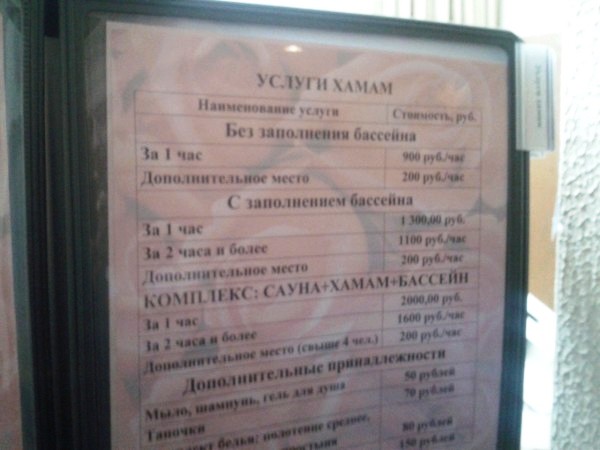 УСЛУГИ ХАМАМ
Наименование услуги Стоимость, руб.
Без заполнения бассейна
За 1 час 900 руб./час
Дополнительное место 200 руб./час
С заполнением бассейна
За 1 час 1 300,00 руб.
За 2 часа и более 1100 руб./час
Дополнительное место 200 руб./час
КОМПЛЕКС: САУНА+ХАМАМ+БАССЕЙН
За 1 час 2000,00 руб.
За 2 часа и более 1600 руб./час
Дополнительное место (свыше 4 чел.) 200 руб./час
Дополнительные принадлежности
Мыло, шампунь, гель для душа 50 рублей
Тапочки 70 рублей
белья: полотенце среднее, 80 рублей
150 рублей